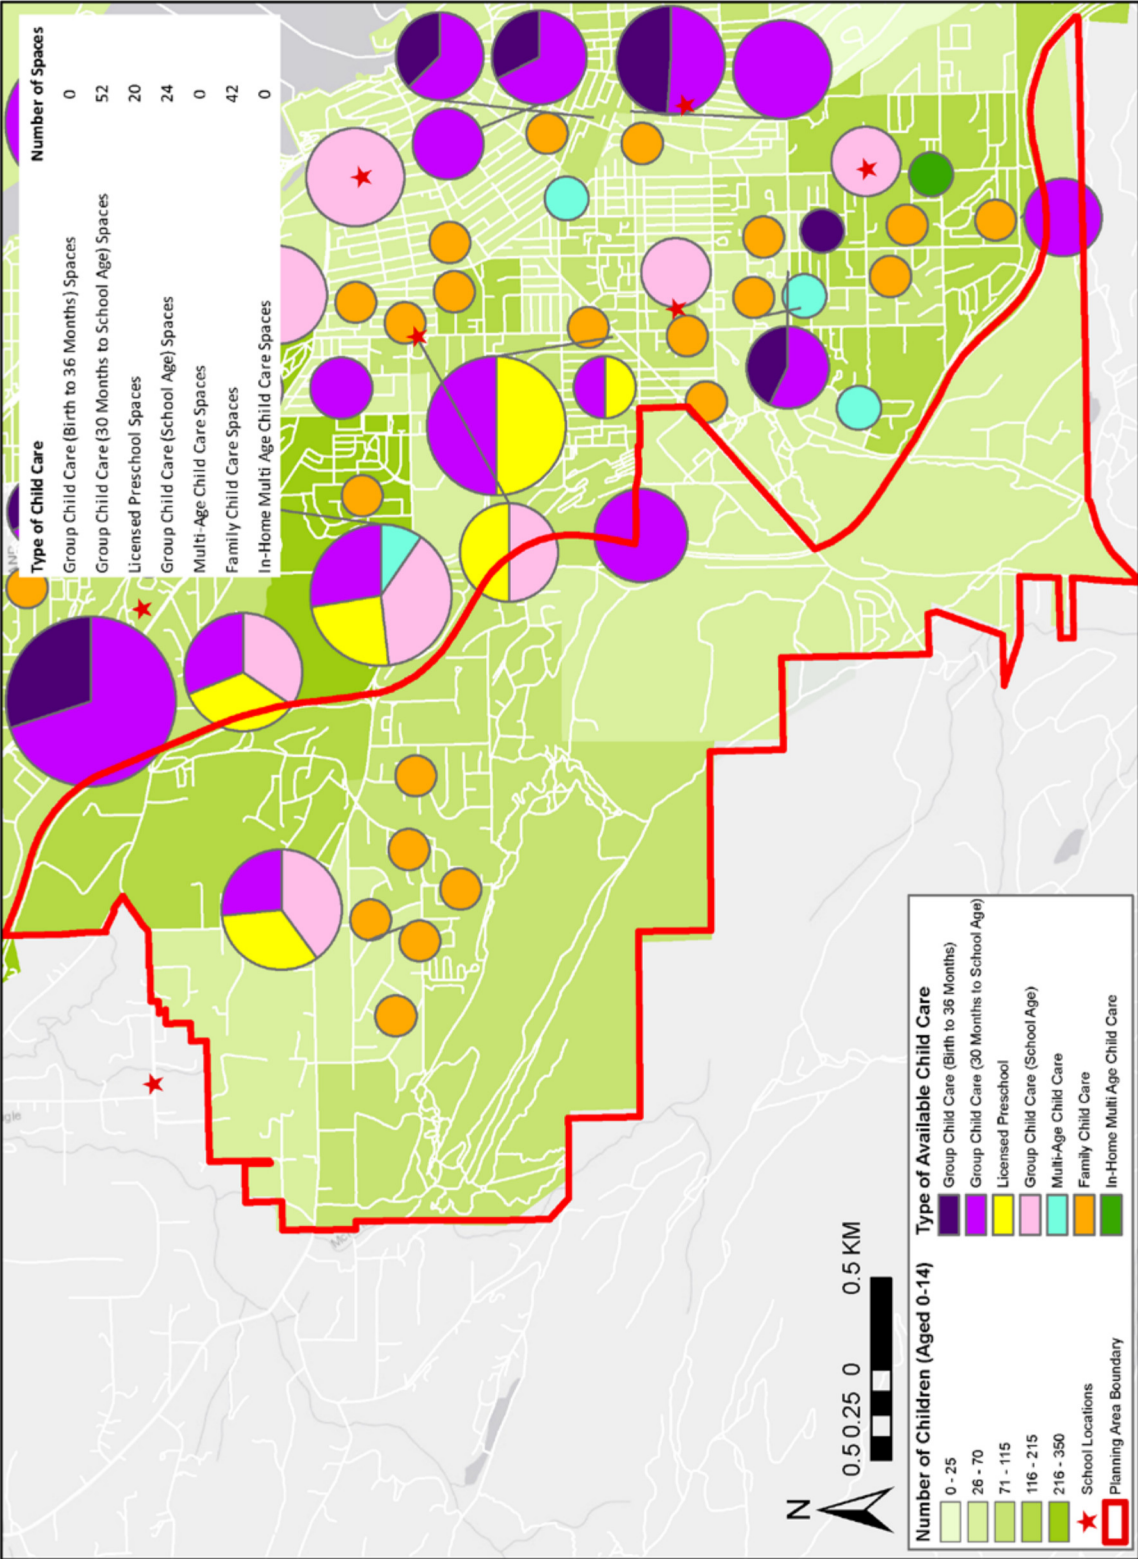 Type of Child Care Number of Spaces
Group Child Care (Birth to 36 Months) Spaces 0
Group Child Care (30 Months to School Age) Spaces 52
Licensed Preschool Spaces 20
Group Child Care (School Age) Spaces 24
Multi-Age Child Care Spaces 0
Family Child Care Spaces 42
In-Home Multi Age Child Care Spaces 0
N
0.5 0.25 0 0.5 KM
Number of Children (Aged 0-14)
0 - 25
26 - 70
71 - 115
116 - 215
216 - 350
School Locations
Planning Area Boundary
Type of Available Child Care
Group Child Care (Birth to 36 Months)
Group Child Care (30 Months to School Age)
Licensed Preschool
Group Child Care (School Age)
Multi-Age Child Care
Family Child Care
In-Home Multi Age Child Care